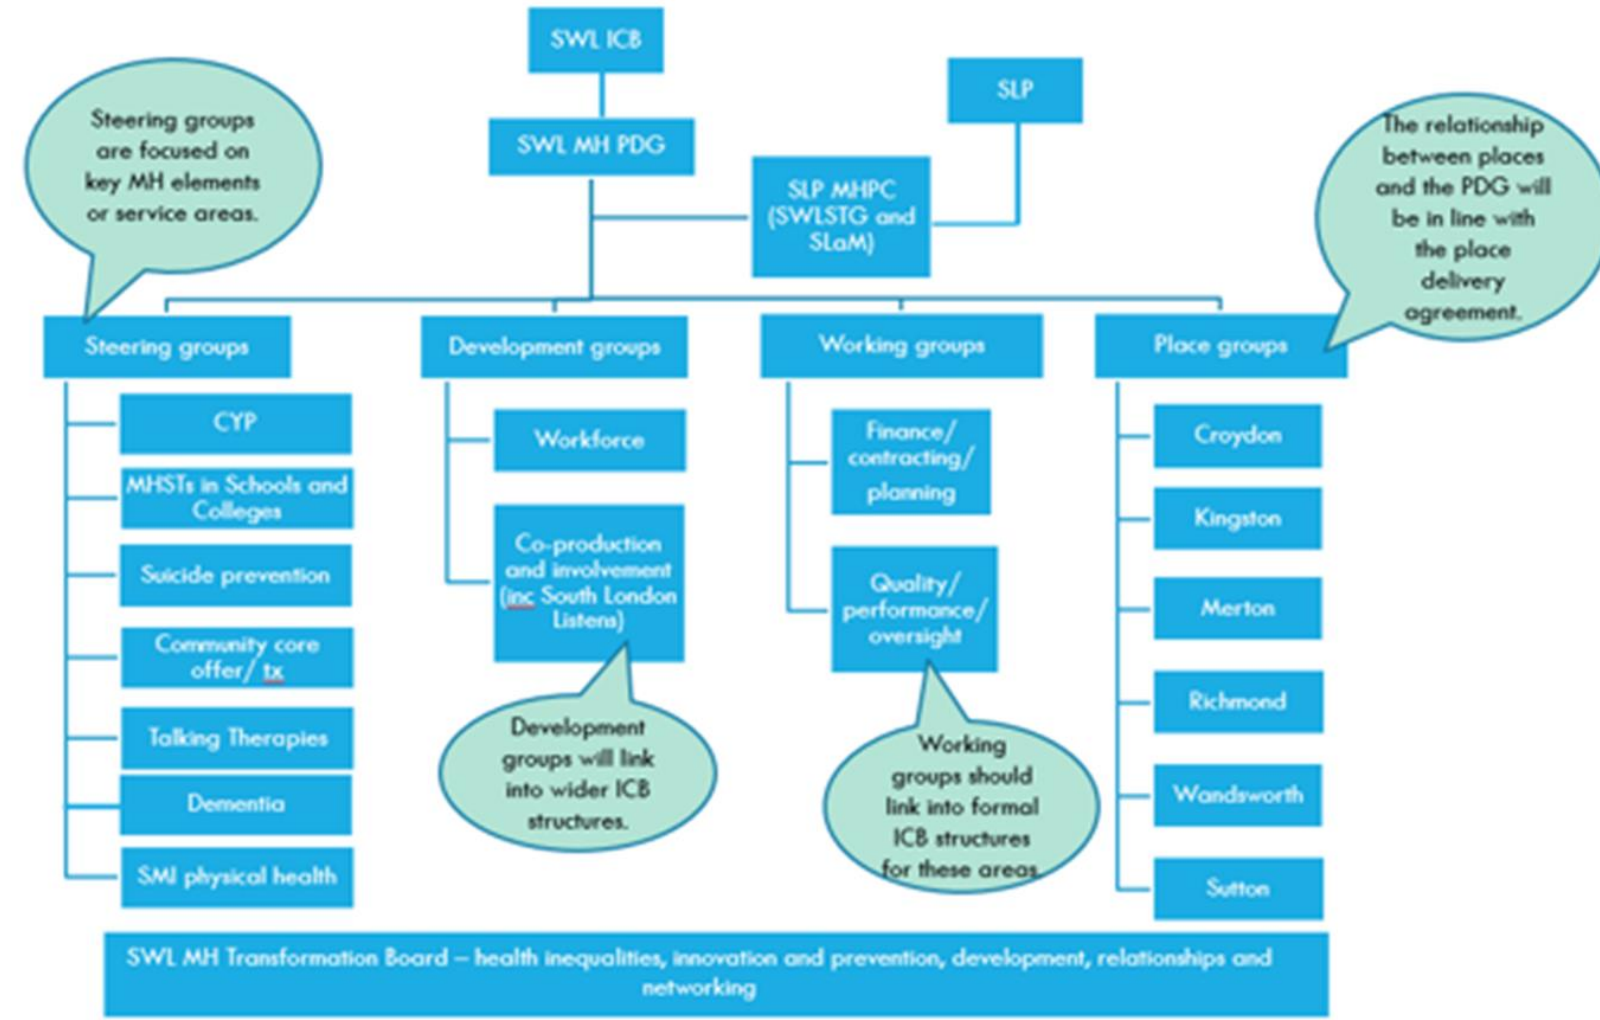 SWL ICB
SLP
SWL MH PDG
SLP MHPC
(SWLSTG and
SLaM)
Steering groups
are focused on
key MH elements
or service areas.
The relationship
between places
and the PDG will
be in line with
the place
delivery
agreement.
Steering groups
CYP
MHSTs in Schools and
Colleges
Suicide prevention
Community core
offer/ tx
Talking Therapies
Dementia
SMI physical health
Development groups
Workforce
Co-production
and involvement
(inc South London
Listens)
Development
groups will link
into wider ICB
structures.
Working groups
Finance/
contracting/
planning
Quality/
performance/
oversight
Working
groups should
link into formal
ICB structures
for these areas.
Place groups
Croydon
Kingston
Merton
Richmond
Wandsworth
Sutton
SWL MH Transformation Board – health inequalities, innovation and prevention, development, relationships and
networking